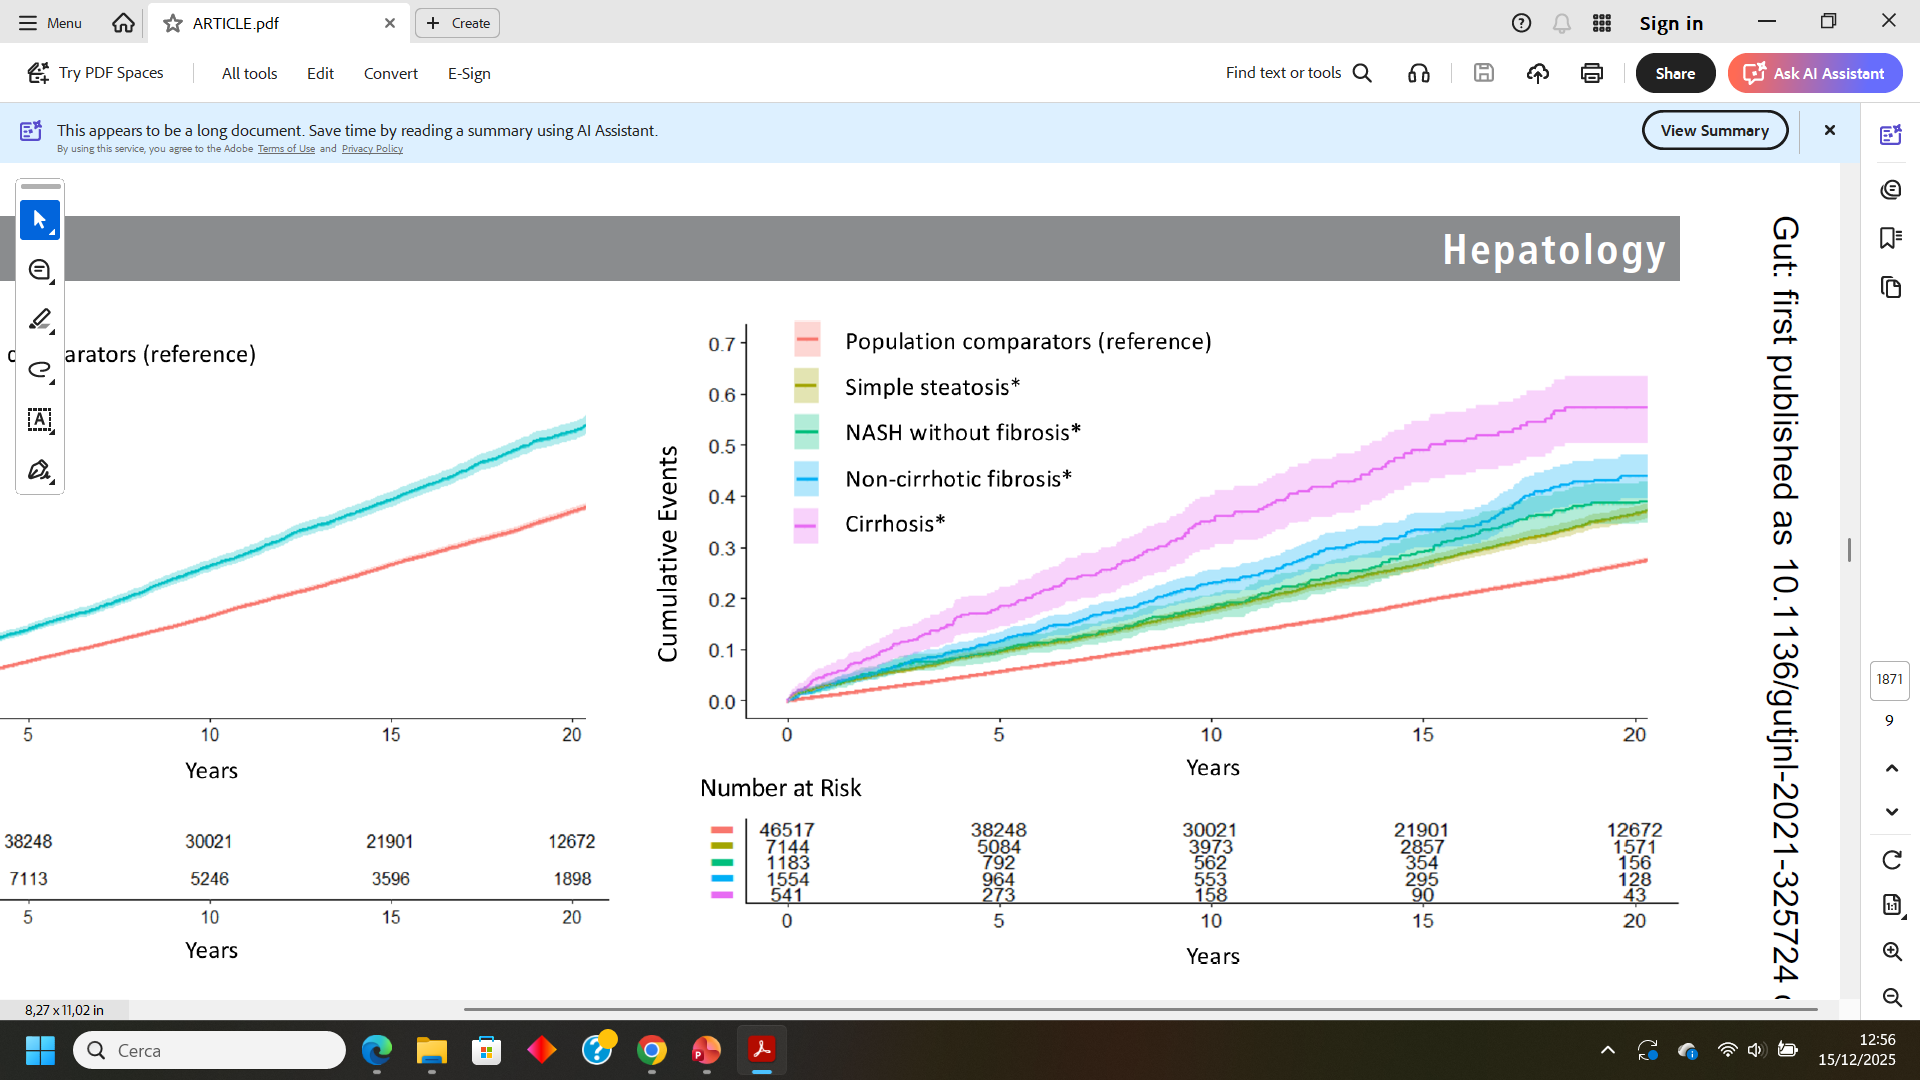 Menu
ARTICLE.pdf
Create
Sign in
Try PDF Spaces
All tools
Edit
Convert
E-Sign
Find text or tools
Share
Ask AI Assistant
This appears to be a long document. Save time by reading a summary using AI Assistant.
By using this service, you agree to the Adobe Terms of Use and Privacy Policy
View Summary
Hepatology
arators (reference)
5 10 15 20
Years
38248 30021 21901 12672
7113 5246 3596 1898
5 10 15 20
Years
Cumulative Events
0.7
0.6
0.5
0.4
0.3
0.2
0.1
0.0
Population comparators (reference)
Simple steatosis*
NASH without fibrosis*
Non-cirrhotic fibrosis*
Cirrhosis*
0 5 10 15 20
Years
Number at Risk
46517 38248 30021 21901 12672
7144 5084 3973 2857 1571
1183 792 562 354 156
1554 964 553 295 128
541 273 158 90 43
0 5 10 15 20
Years
Gut: first published as 10.1136/gutjnl-2021-325724
1871
9
8,27 x 11,02 in
Cerca
12:56
15/12/2025